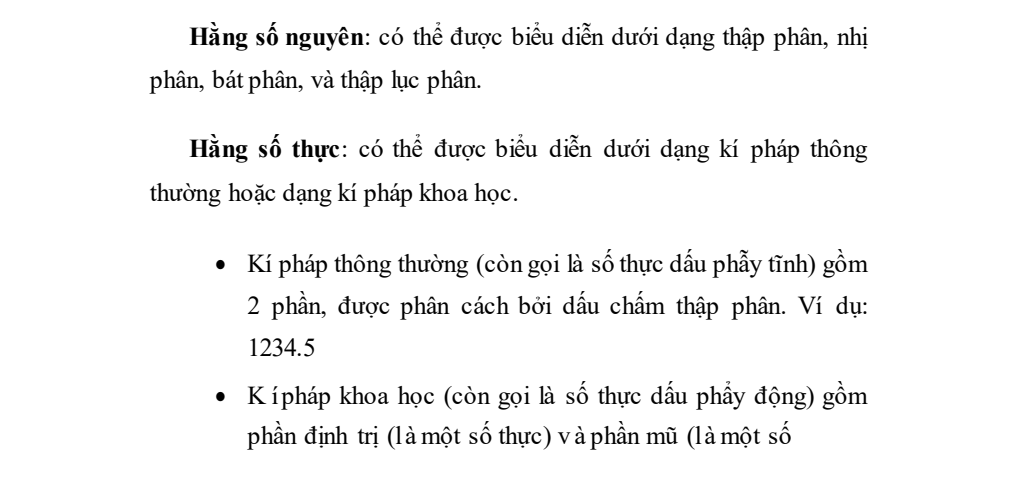 Hằng số nguyên: có thể được biểu diễn dưới dạng thập phân, nhị
phân, bát phân, và thập lục phân.
Hằng số thực: có thể được biểu diễn dưới dạng kí pháp thông
thường hoặc dạng kí pháp khoa học.
• Kí pháp thông thường (còn gọi là số thực dấu phẫy tĩnh) gồm
2 phần, được phân cách bởi dấu chấm thập phân. Ví dụ:
1234.5
• K í pháp khoa học (còn gọi là số thực dấu phẩy động) gồm
phần định trị (là một số thực) và phần mũ (là một số